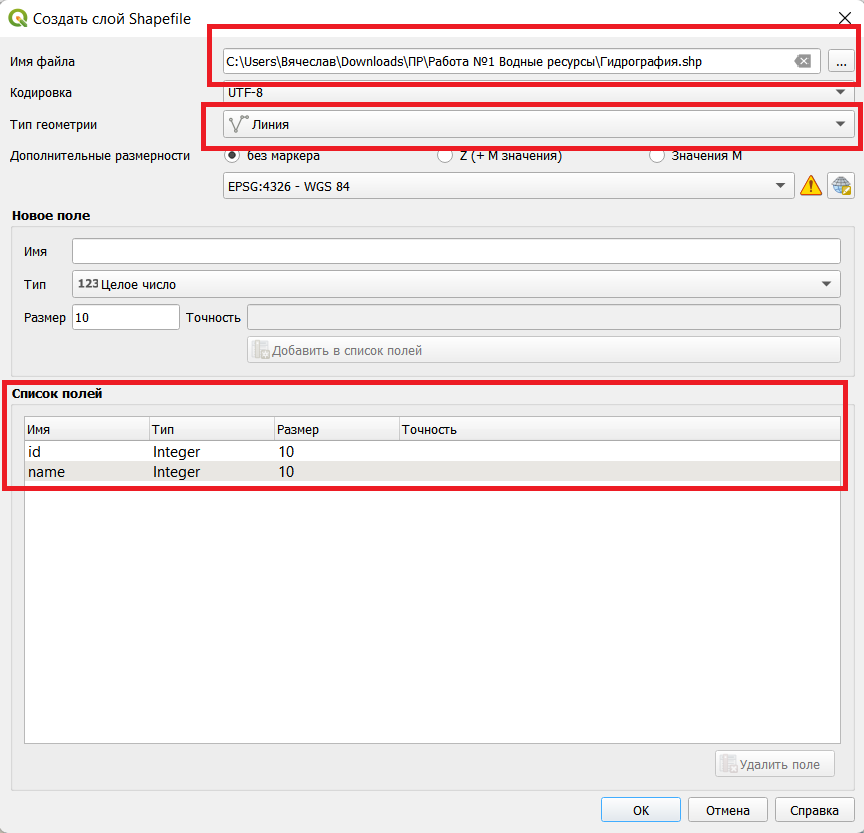 Создать слой Shapefile
Имя файла C:\Users\Вячеслав\Downloads\ПР\Работа №1 Водные ресурсы\Гидрография.shp ...
Кодировка UTF-8
Тип геометрии Линия
Дополнительные размерности без маркера Z (+ M значения) Значения M
EPSG:4326 - WGS 84
Новое поле
Имя
Тип 123 Целое число
Размер 10 Точность
Добавить в список полей
Список полей
Имя Тип Размер Точность
id Integer 10
name Integer 10
Удалить поле
ОК Отмена Справка